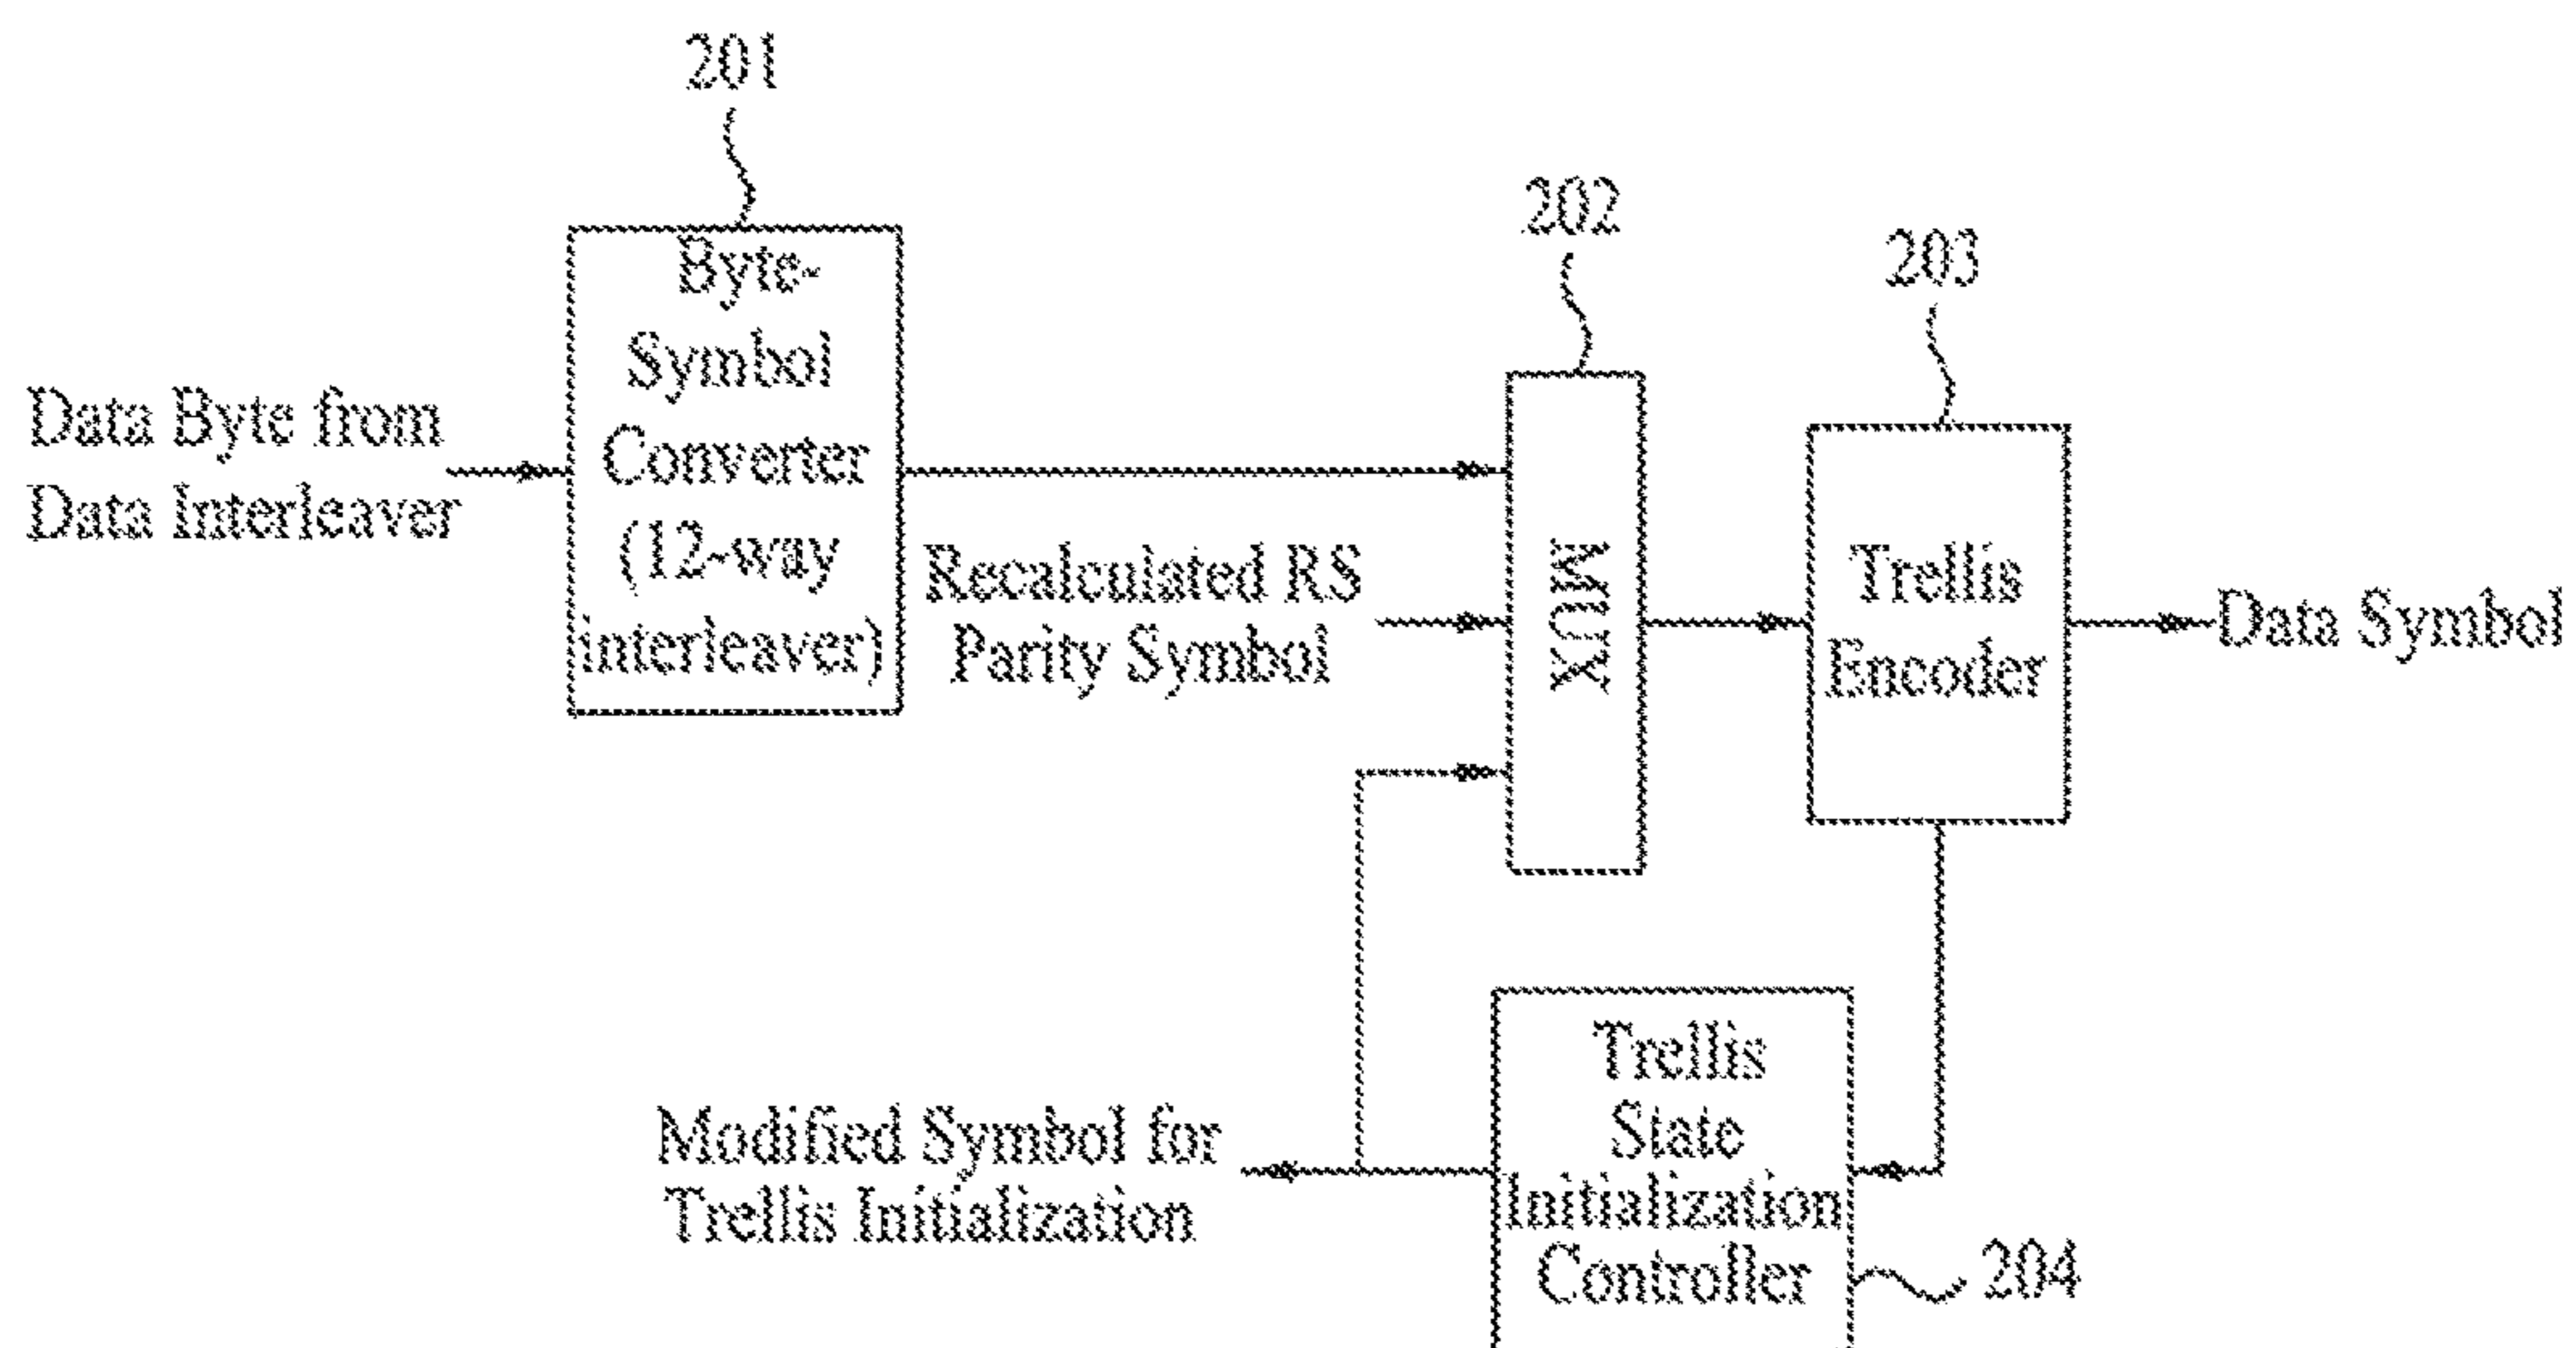 201
Byte-
Symbol
Converter
(12-way
interleaver)
Data Byte from
Data Interleaver
202
MUX
Recalculated RS
Parity Symbol
203
Trellis
Encoder
Data Symbol
Trellis
State
Initialization
Controller
204
Modified Symbol for
Trellis Initialization